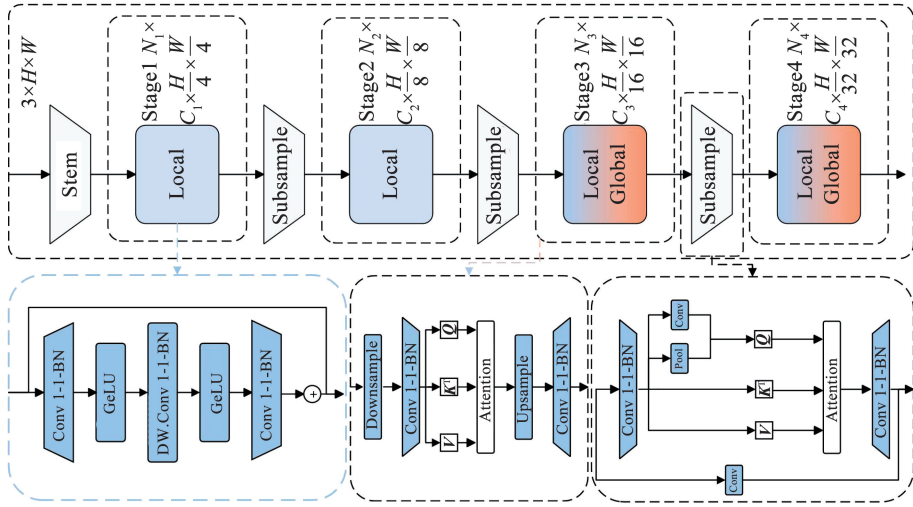 3×H×W
Stem
Stage1 N₁×
C₁×H/4×W/4
Local
Subsample
Stage2 N₂×
C₂×H/8×W/8
Local
Subsample
Stage3 N₃×
C₃×H/16×W/16
Local
Global
Subsample
Stage4 N₄×
C₄×H/32×W/32
Local
Global
Conv 1-1-BN
GeLU
DW.Conv 1-1-BN
GeLU
Conv 1-1-BN
+
Downsample
Conv 1-1-BN
Q
Kᵀ
V
Attention
Upsample
Conv 1-1-BN
Conv 1-1-BN
Conv
Pool
Q
Kᵀ
V
Attention
Conv 1-1-BN
Conv